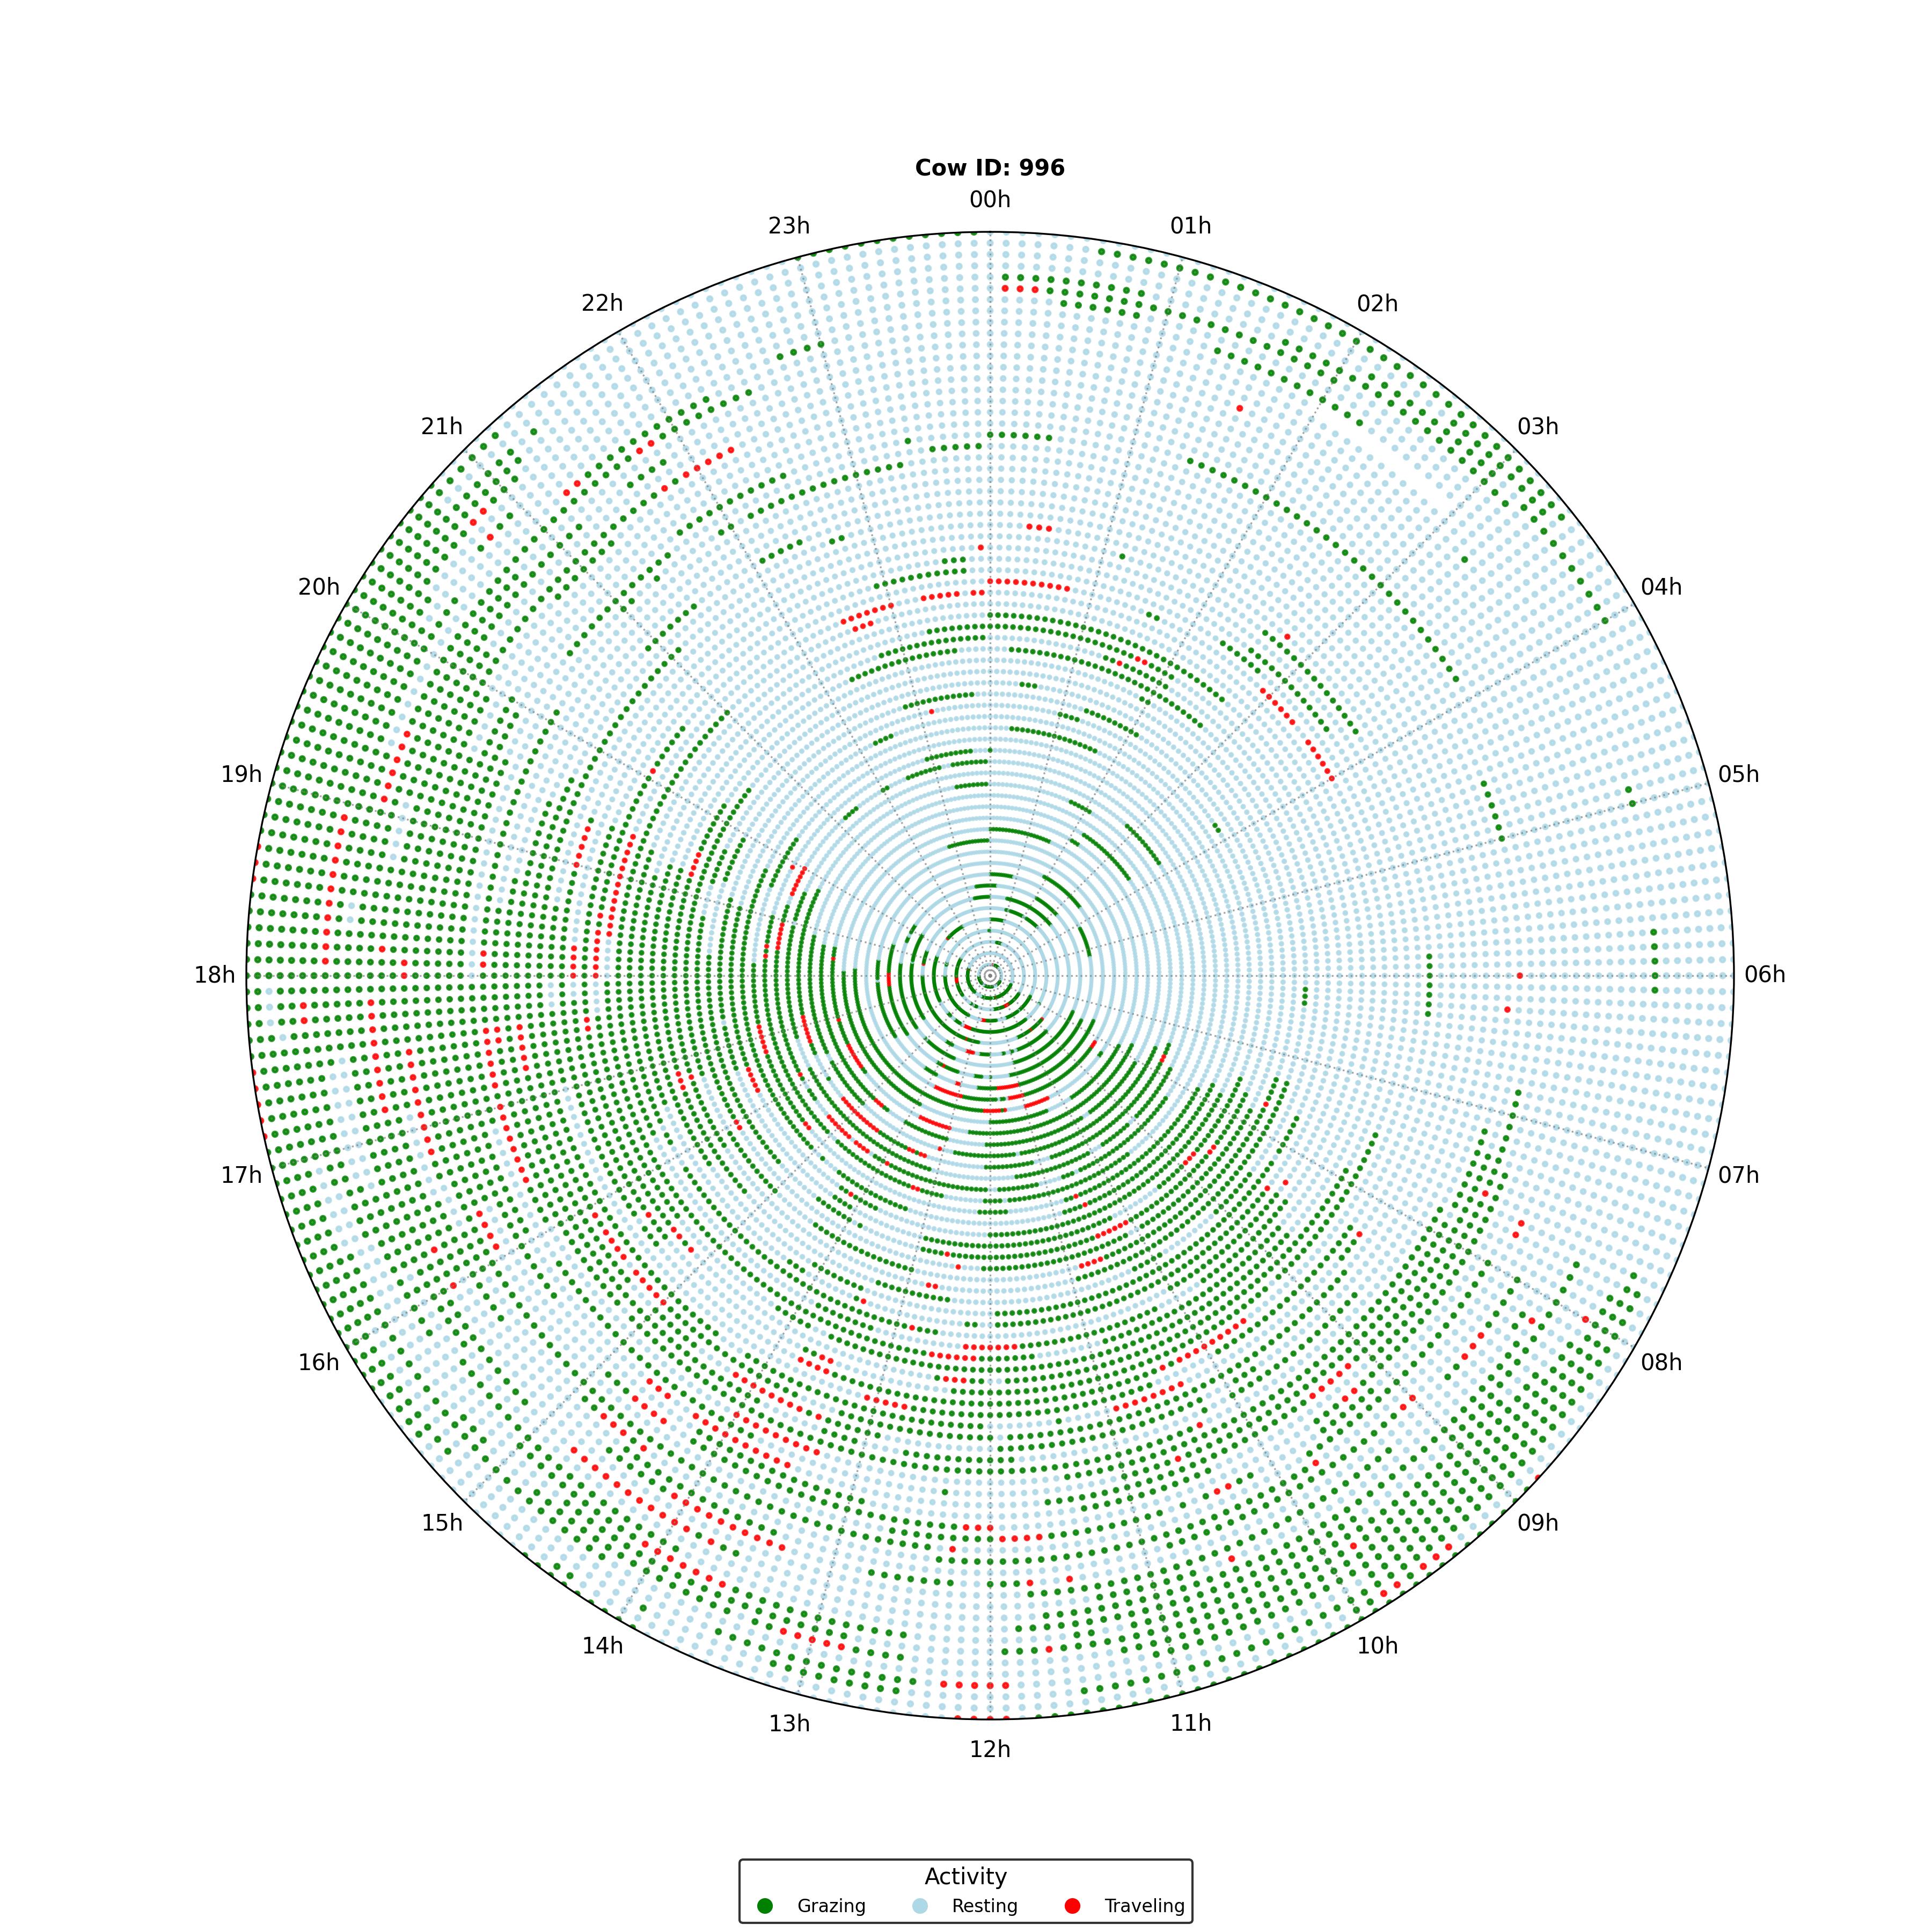 Cow ID: 996
00h
01h
02h
03h
04h
05h
06h
07h
08h
09h
10h
11h
12h
13h
14h
15h
16h
17h
18h
19h
20h
21h
22h
23h
Activity
Grazing
Resting
Traveling